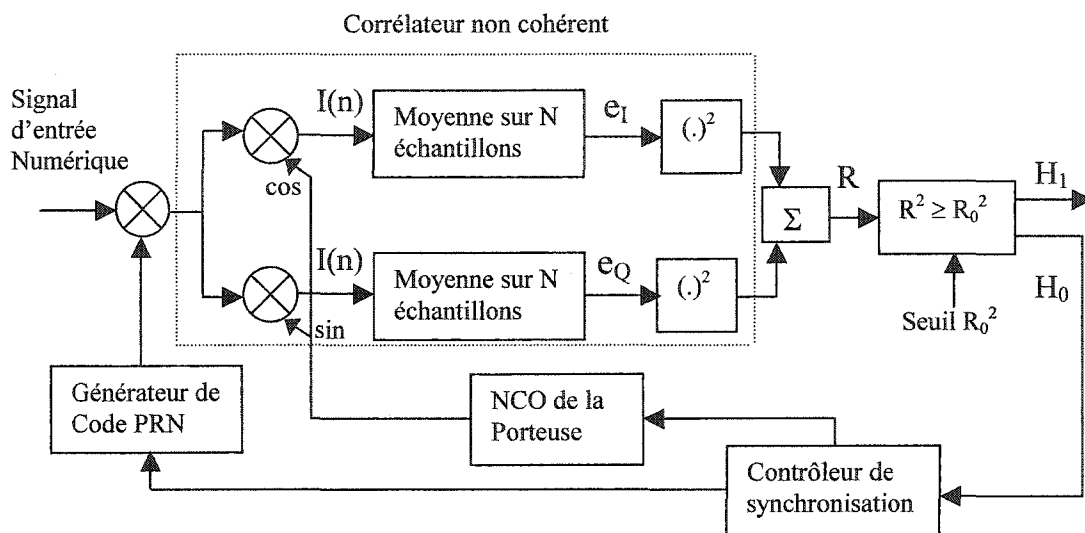 Corrélateur non cohérent
Signal
d'entrée
Numérique
I(n)
Moyenne sur N
échantillons
e_I
(.)²
cos
R
R² ≥ R₀²
H₁
Σ
I(n)
Moyenne sur N
échantillons
e_Q
(.)²
sin
H₀
Seuil R₀²
Générateur de
Code PRN
NCO de la
Porteuse
Contrôleur de
synchronisation